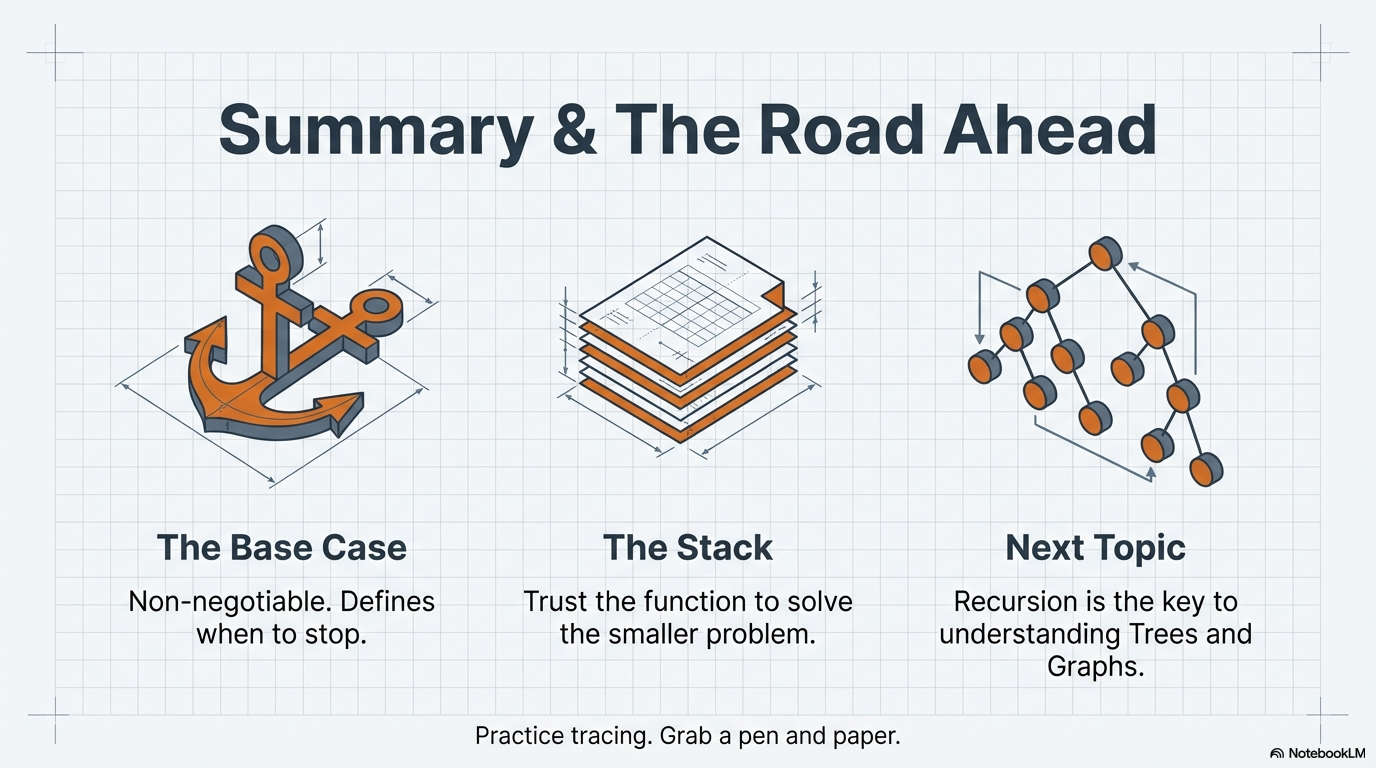 Summary & The Road Ahead
The Base Case
Non-negotiable. Defines
when to stop.
The Stack
Trust the function to solve
the smaller problem.
Next Topic
Recursion is the key to
understanding Trees and
Graphs.
Practice tracing. Grab a pen and paper.
NotebookLM